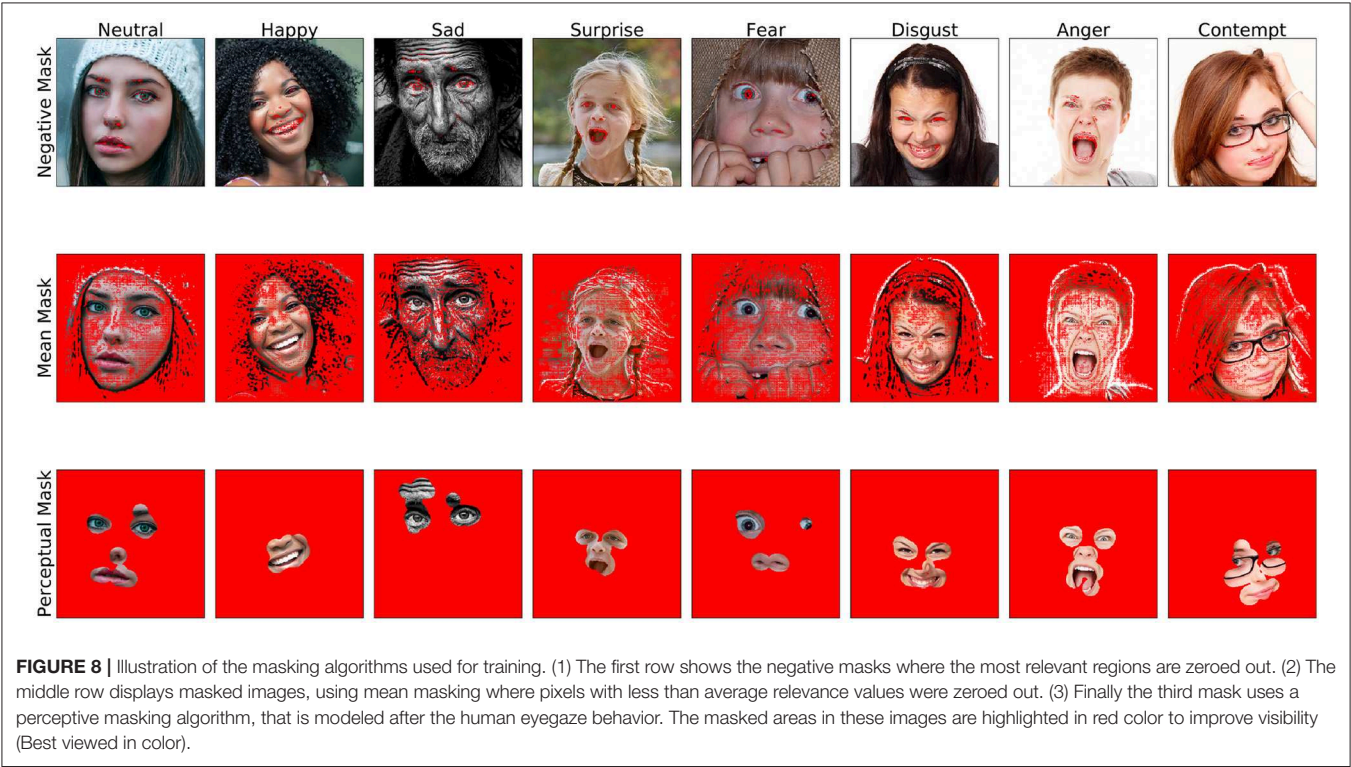 Neutral Happy Sad Surprise Fear Disgust Anger Contempt
Negative Mask
Mean Mask
Perceptual Mask
FIGURE 8 | Illustration of the masking algorithms used for training. (1) The first row shows the negative masks where the most relevant regions are zeroed out. (2) The
middle row displays masked images, using mean masking where pixels with less than average relevance values were zeroed out. (3) Finally the third mask uses a
perceptive masking algorithm, that is modeled after the human eyegaze behavior. The masked areas in these images are highlighted in red color to improve visibility
(Best viewed in color).